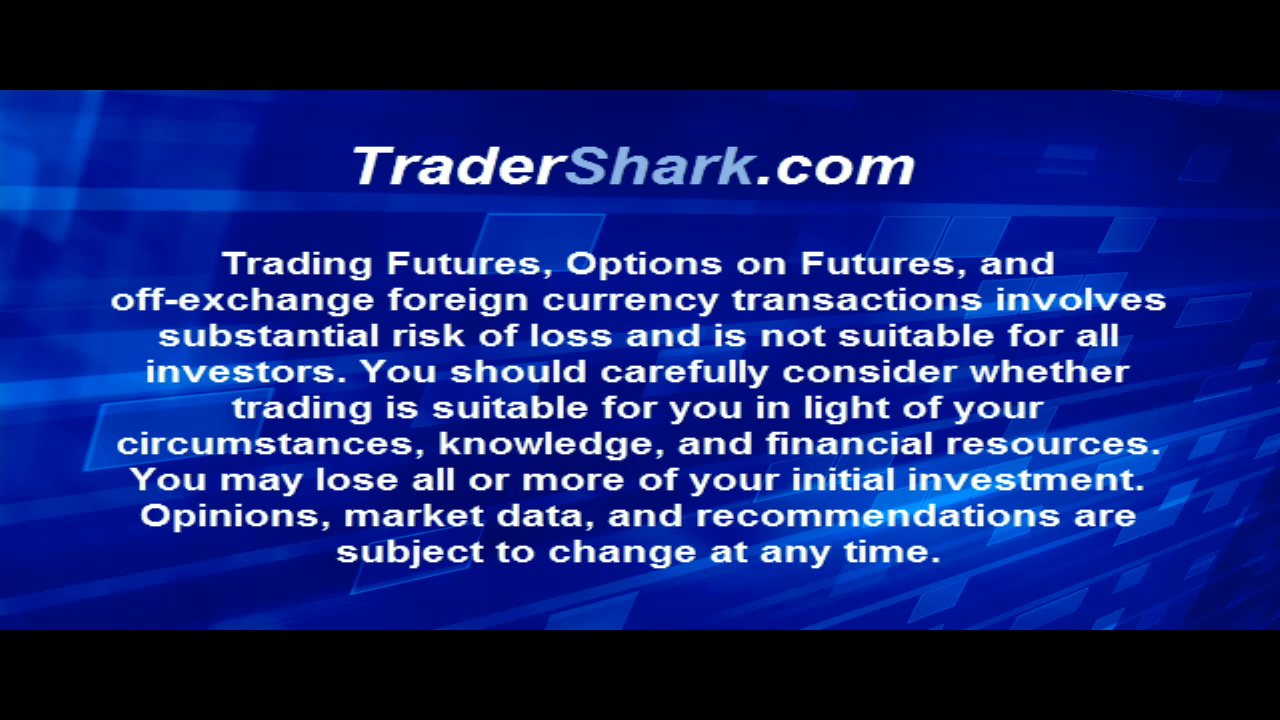 TraderShark.com
Trading Futures, Options on Futures, and
off-exchange foreign currency transactions involves
substantial risk of loss and is not suitable for all
investors. You should carefully consider whether
trading is suitable for you in light of your
circumstances, knowledge, and financial resources.
You may lose all or more of your initial investment.
Opinions, market data, and recommendations are
subject to change at any time.